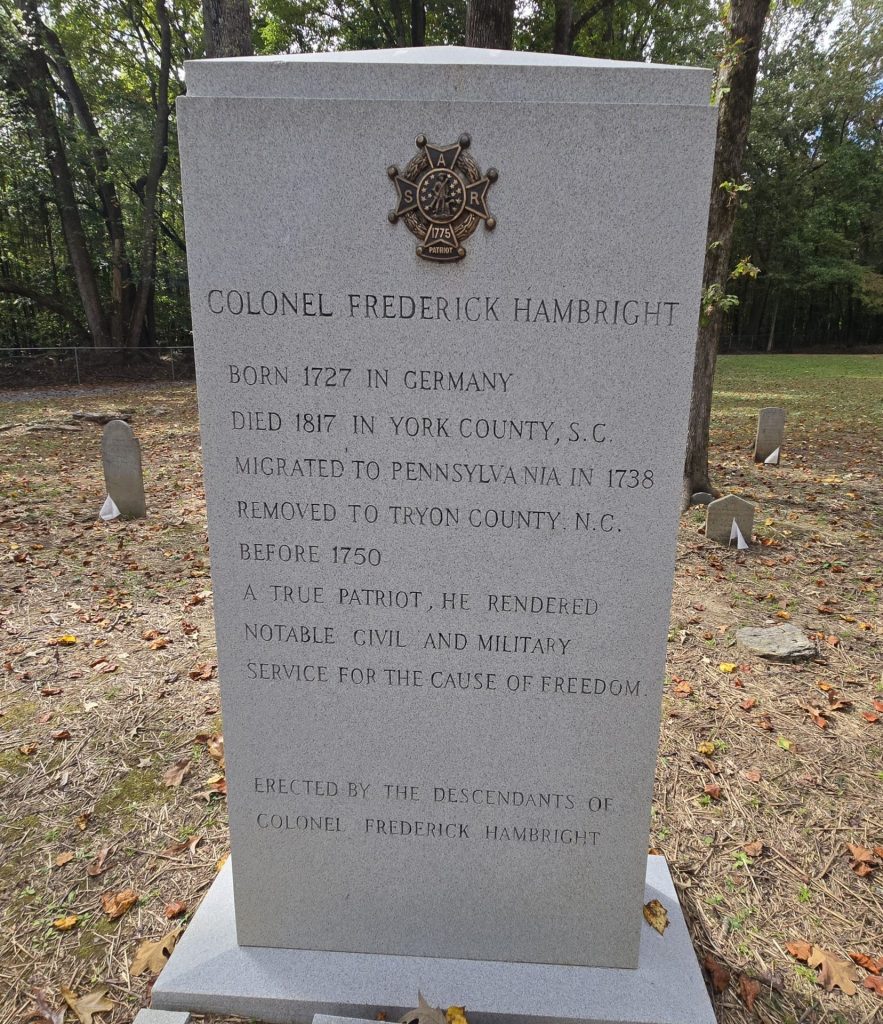 A
S R
1775
PATRIOT
COLONEL FREDERICK HAMBRIGHT
BORN 1727 IN GERMANY
DIED 1817 IN YORK COUNTY, S.C.
MIGRATED TO PENNSYLVANIA IN 1738
REMOVED TO TRYON COUNTY, N.C.
BEFORE 1750
A TRUE PATRIOT, HE RENDERED
NOTABLE CIVIL AND MILITARY
SERVICE FOR THE CAUSE OF FREEDOM.
ERECTED BY THE DESCENDANTS OF
COLONEL FREDERICK HAMBRIGHT